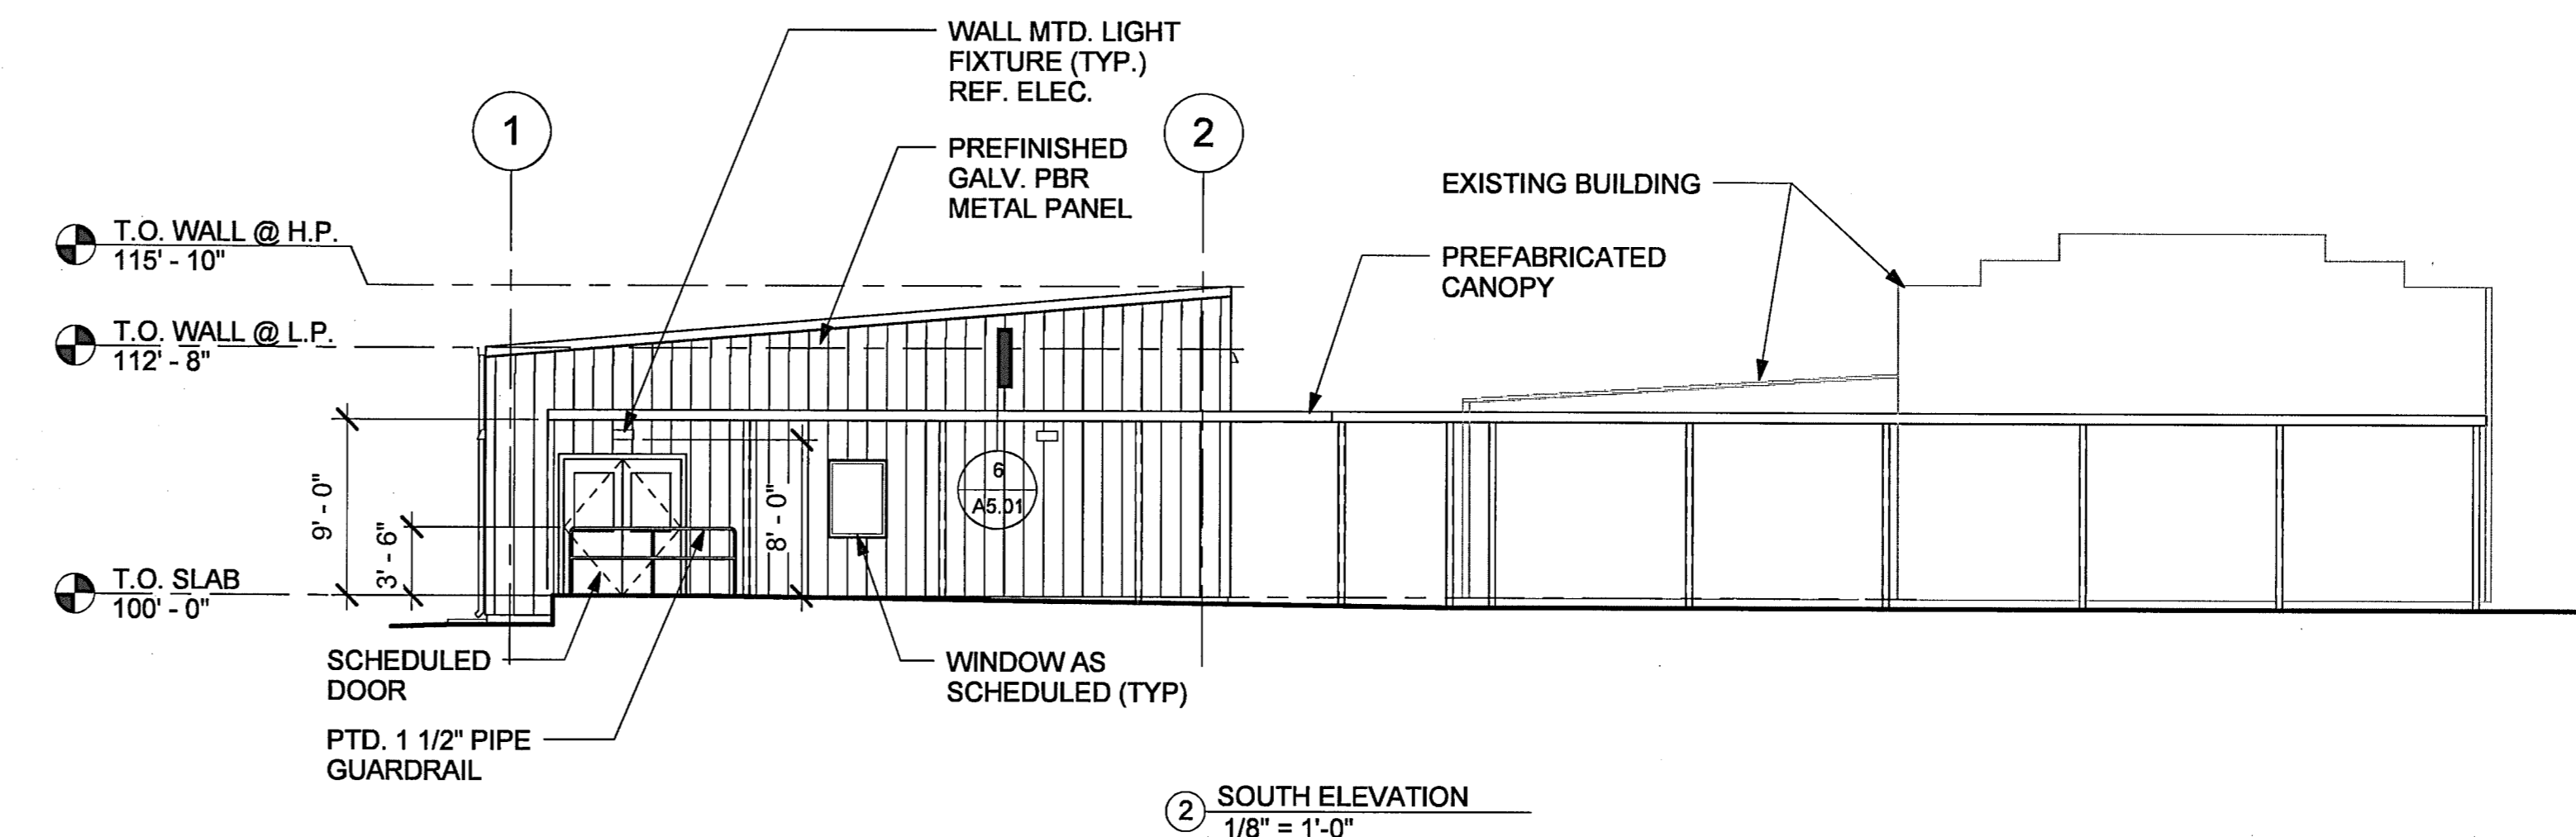 WALL MTD. LIGHT
FIXTURE (TYP.)
REF. ELEC.
1
2
PREFINISHED
GALV. PBR
METAL PANEL
EXISTING BUILDING
PREFABRICATED
CANOPY
T.O. WALL @ H.P.
115' - 10"
T.O. WALL @ L.P.
112' - 8"
9' - 0"
3' - 6"
8' - 0"
6
A5.01
T.O. SLAB
100' - 0"
SCHEDULED
DOOR
WINDOW AS
SCHEDULED (TYP)
PTD. 1 1/2" PIPE
GUARDRAIL
2 SOUTH ELEVATION
1/8" = 1'-0"